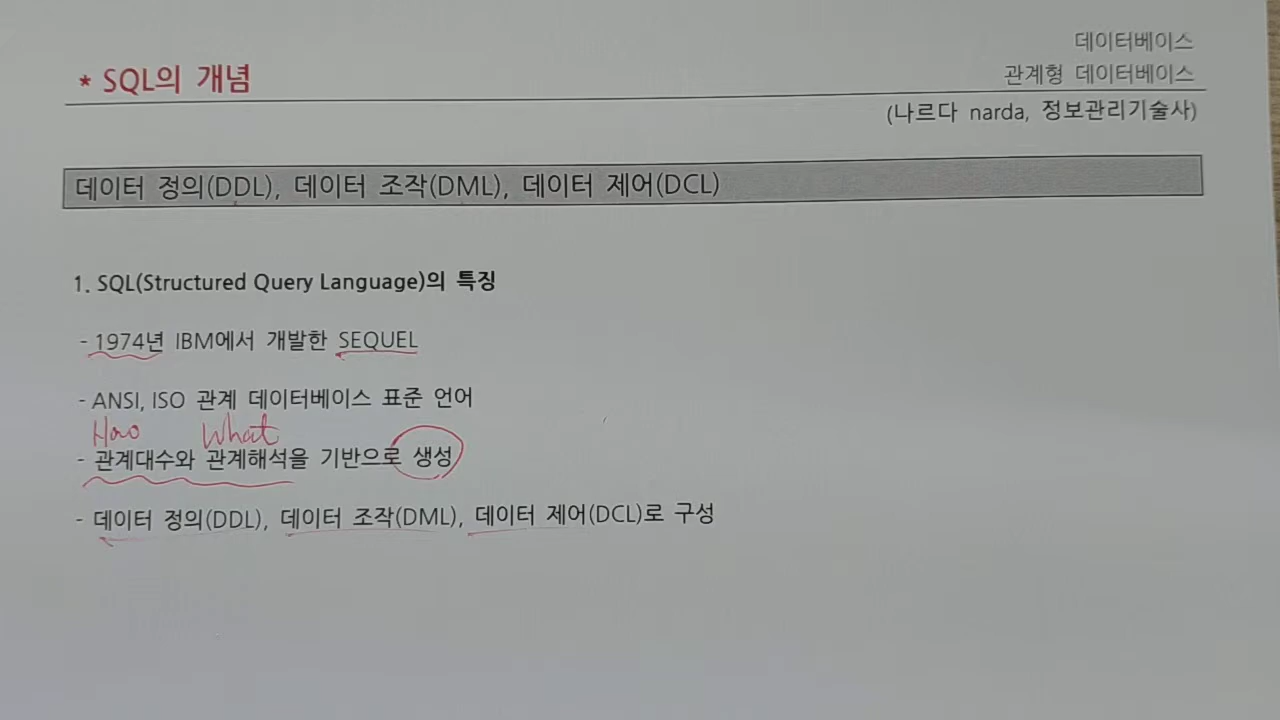 데이터베이스
* SQL의 개념
관계형 데이터베이스
(나르다 narda, 정보관리기술사)
데이터 정의(DDL), 데이터 조작(DML), 데이터 제어(DCL)
1. SQL(Structured Query Language)의 특징
- 1974년 IBM에서 개발한 SEQUEL
- ANSI, ISO 관계 데이터베이스 표준 언어
How What
- 관계대수와 관계해석을 기반으로 생성
- 데이터 정의(DDL), 데이터 조작(DML), 데이터 제어(DCL)로 구성